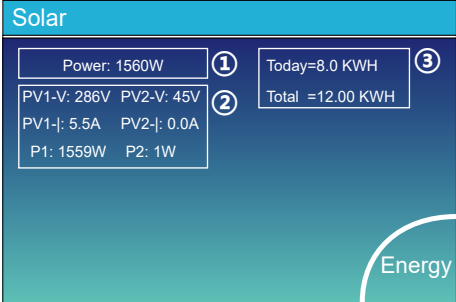 Solar
Power: 1560W
①
PV1-V: 286V PV2-V: 45V
②
PV1-|: 5.5A PV2-|: 0.0A
P1: 1559W P2: 1W
Today=8.0 KWH
③
Total =12.00 KWH
Energy